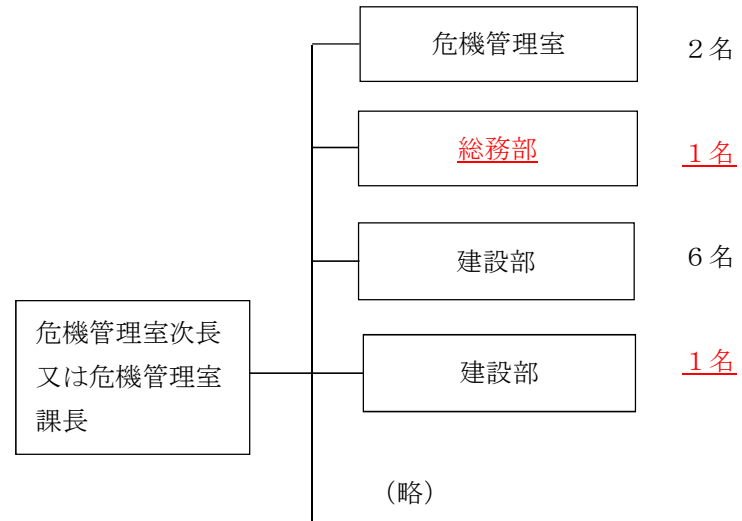 危機管理室 ２名
総務部 １名
建設部 ６名
危機管理室次長
又は危機管理室
課長
建設部 １名
（略）